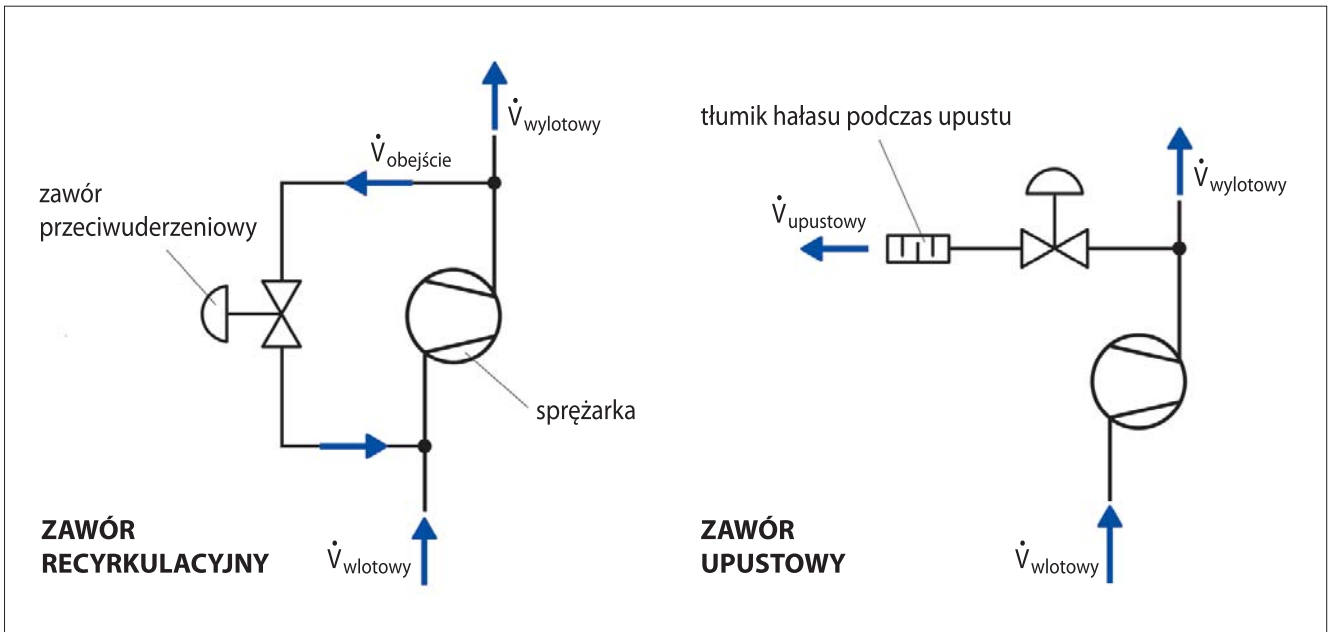 V̇wylotowy
V̇obejście
zawór
przeciwuderzeniowy
sprężarka
ZAWÓR
RECYRKULACYJNY
V̇wlotowy
tłumik hałasu podczas upustu
V̇wylotowy
V̇upustowy
ZAWÓR
UPUSTOWY
V̇wlotowy